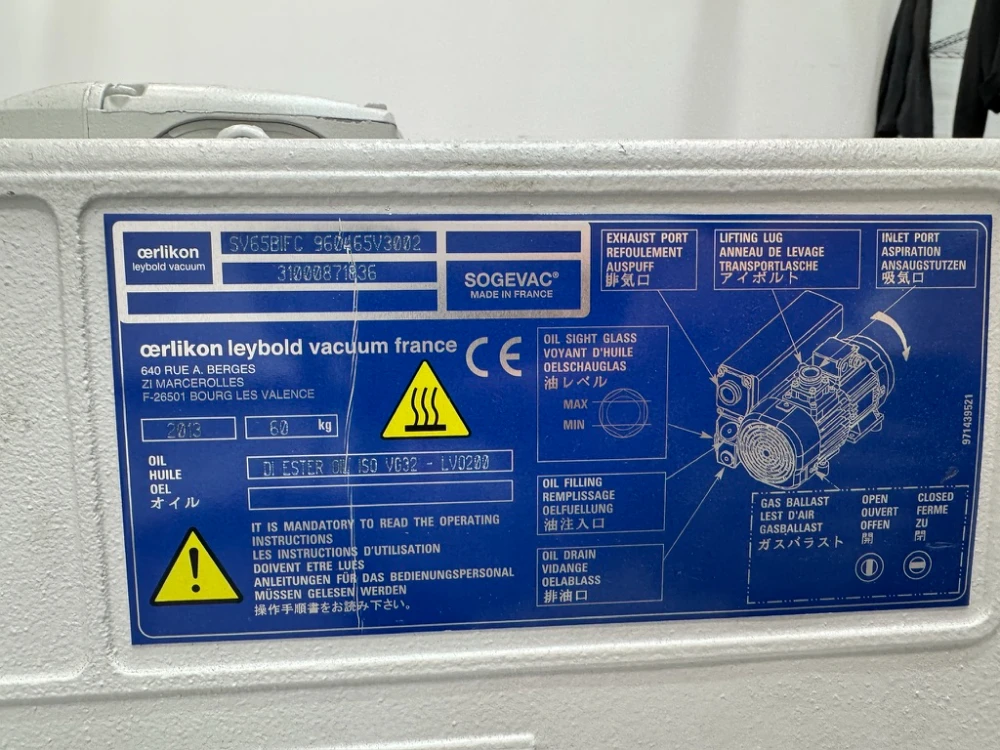 œrlikon
leybold vacuum
SV65BIFC 960465V3002
31000871836
SOGEVAC®
MADE IN FRANCE
œrlikon leybold vacuum france
640 RUE A. BERGES
ZI MARCEROLLES
F-26501 BOURG LES VALENCE
CE
2013
60 kg
OIL
HUILE
OEL
オイル
DI ESTER OIL ISO VG32 - LVO200
IT IS MANDATORY TO READ THE OPERATING
INSTRUCTIONS
LES INSTRUCTIONS D'UTILISATION
DOIVENT ETRE LUES
ANLEITUNGEN FÜR DAS BEDIENUNGSPERSONAL
MÜSSEN GELESEN WERDEN
操作手順書をお読み下さい。
EXHAUST PORT
REFOULEMENT
AUSPUFF
排気口
LIFTING LUG
ANNEAU DE LEVAGE
TRANSPORTLASCHE
アイボルト
INLET PORT
ASPIRATION
ANSAUGSTUTZEN
吸気口
OIL SIGHT GLASS
VOYANT D'HUILE
OELSCHAUGLAS
油レベル
MAX
MIN
OIL FILLING
REMPLISSAGE
OELFUELLUNG
油注入口
OIL DRAIN
VIDANGE
OELABLASS
排油口
GAS BALLAST
LEST D'AIR
GASBALLAST
ガスバラスト
OPEN
OUVERT
OFFEN
開
CLOSED
FERME
ZU
閉
971439521